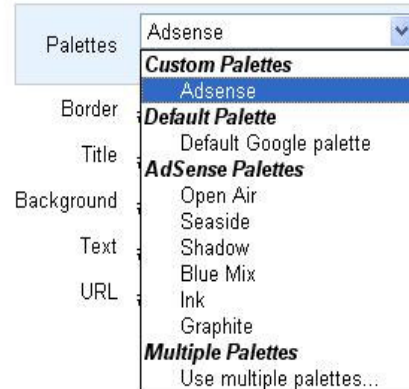 Palettes Adsense
Custom Palettes
Adsense
Border
Default Palette
Default Google palette
Title
AdSense Palettes
Background
Open Air
Seaside
Text
Shadow
Blue Mix
URL
Ink
Graphite
Multiple Palettes
Use multiple palettes...